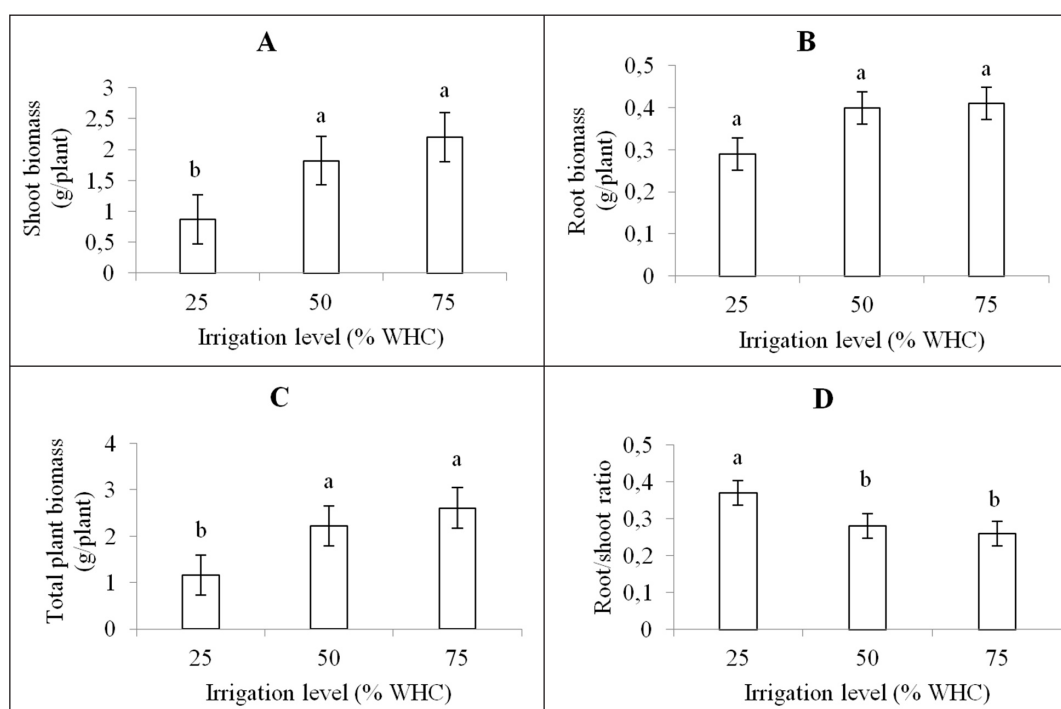 A
Shoot biomass
(g/plant)
3
2,5
2
1,5
1
0,5
0
b
a
a
25
50
75
Irrigation level (% WHC)
B
Root biomass
(g/plant)
0,5
0,4
0,3
0,2
0,1
0
a
a
a
25
50
75
Irrigation level (% WHC)
C
Total plant biomass
(g/plant)
4
3
2
1
0
b
a
a
25
50
75
Irrigation level (% WHC)
D
Root/shoot ratio
0,5
0,4
0,3
0,2
0,1
0
a
b
b
25
50
75
Irrigation level (% WHC)